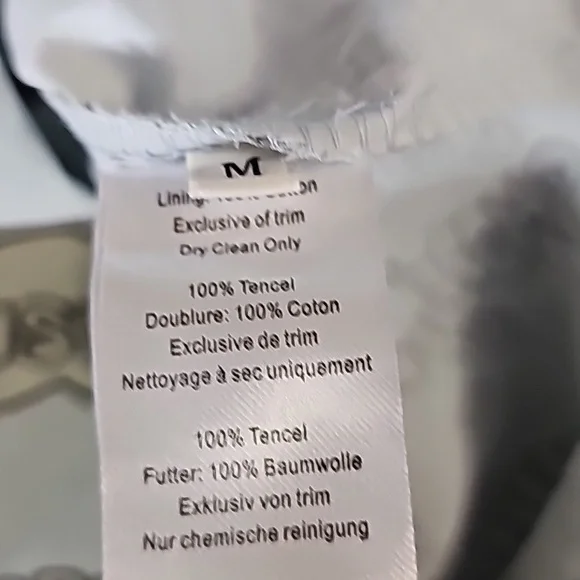 M
Lining:
Exclusive of trim
Dry Clean Only
100% Tencel
Doublure: 100% Coton
Exclusive de trim
Nettoyage à sec uniquement
100% Tencel
Futter: 100% Baumwolle
Exklusiv von trim
Nur chemische reinigung